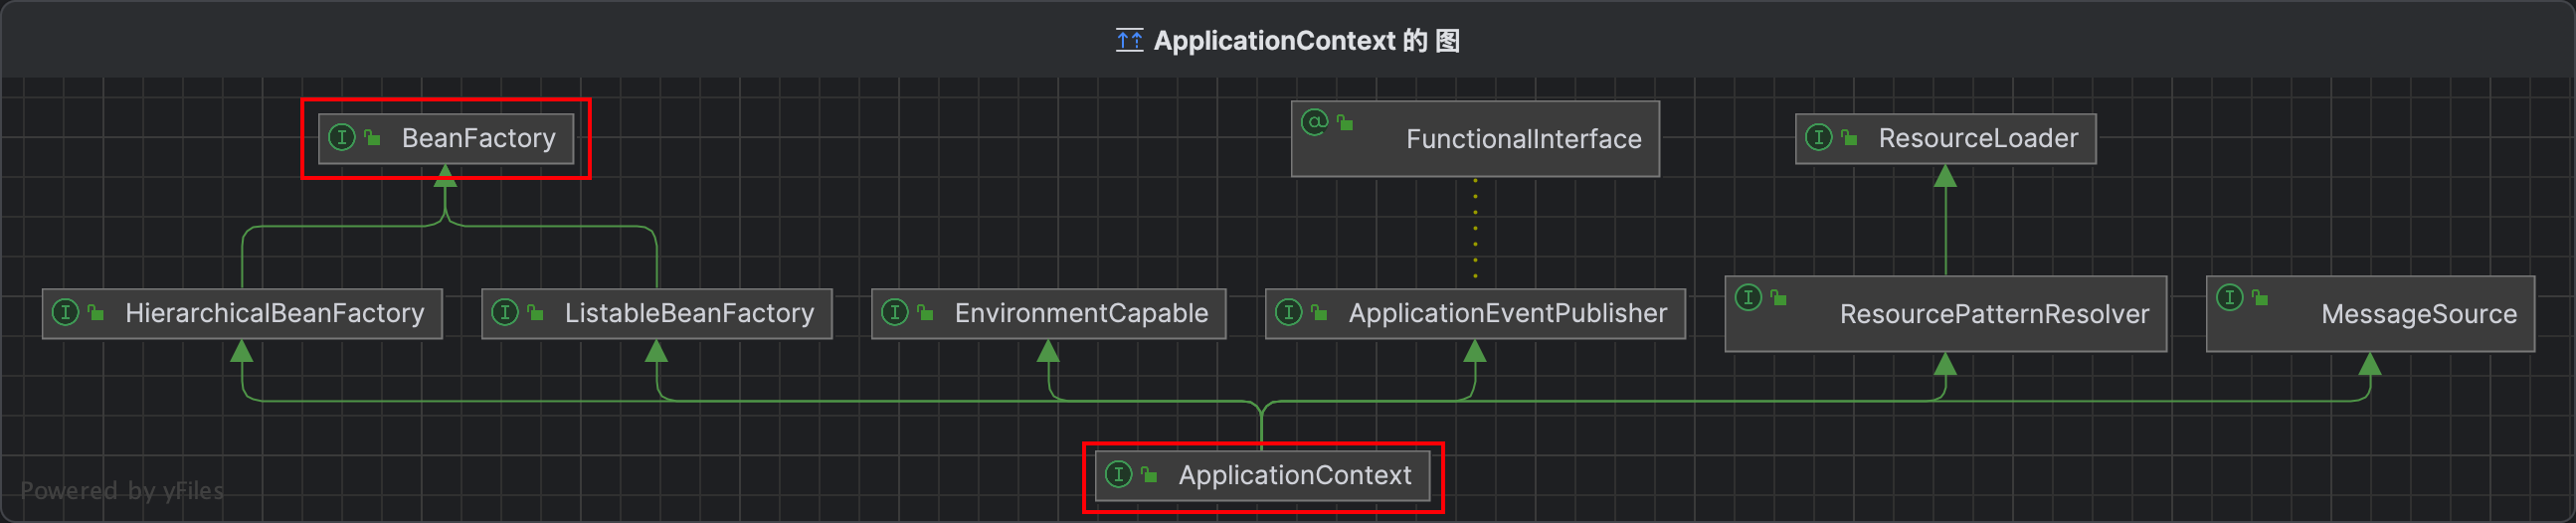 ApplicationContext 的 图
BeanFactory
FunctionalInterface
ResourceLoader
HierarchicalBeanFactory
ListableBeanFactory
EnvironmentCapable
ApplicationEventPublisher
ResourcePatternResolver
MessageSource
ApplicationContext
Powered by yFiles